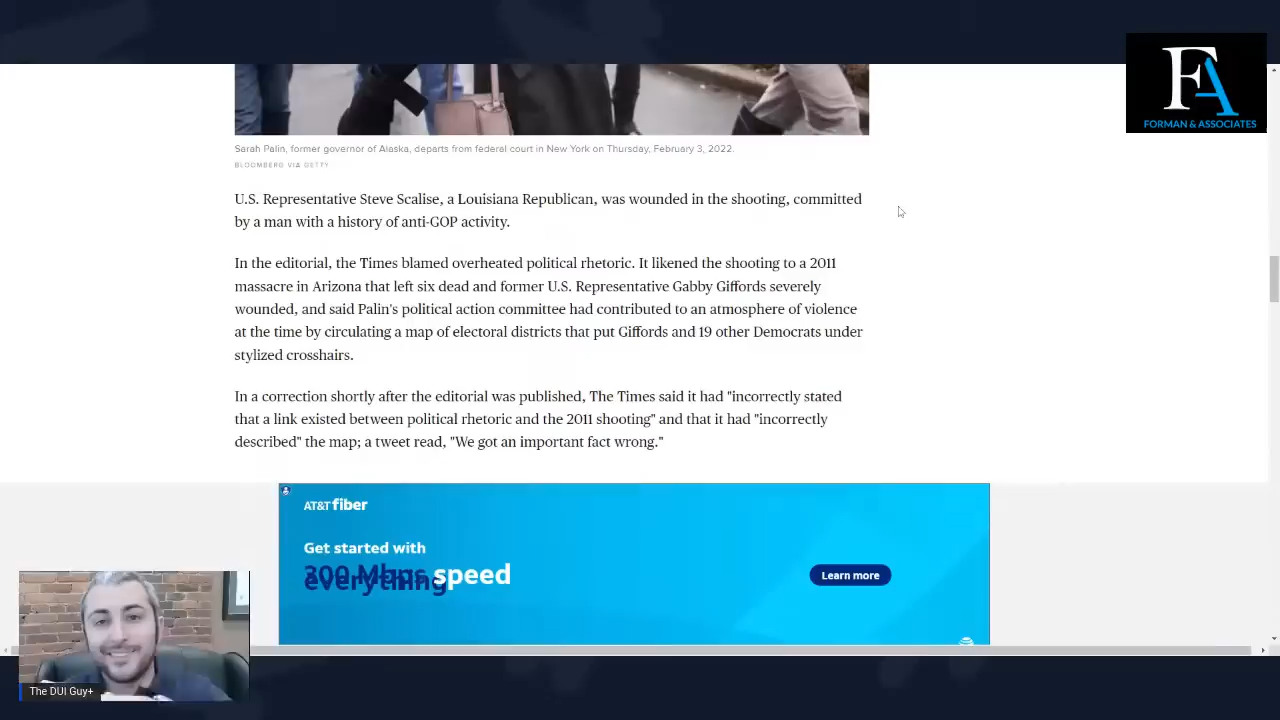 FA
FORMAN & ASSOCIATES
Sarah Palin, former governor of Alaska, departs from federal court in New York on Thursday, February 3, 2022.
BLOOMBERG VIA GETTY
U.S. Representative Steve Scalise, a Louisiana Republican, was wounded in the shooting, committed
by a man with a history of anti-GOP activity.
In the editorial, the Times blamed overheated political rhetoric. It likened the shooting to a 2011
massacre in Arizona that left six dead and former U.S. Representative Gabby Giffords severely
wounded, and said Palin's political action committee had contributed to an atmosphere of violence
at the time by circulating a map of electoral districts that put Giffords and 19 other Democrats under
stylized crosshairs.
In a correction shortly after the editorial was published, The Times said it had "incorrectly stated
that a link existed between political rhetoric and the 2011 shooting" and that it had "incorrectly
described" the map; a tweet read, "We got an important fact wrong."
AT&T fiber
Get started with
300 Mbps speed
everything
Learn more
The DUI Guy+